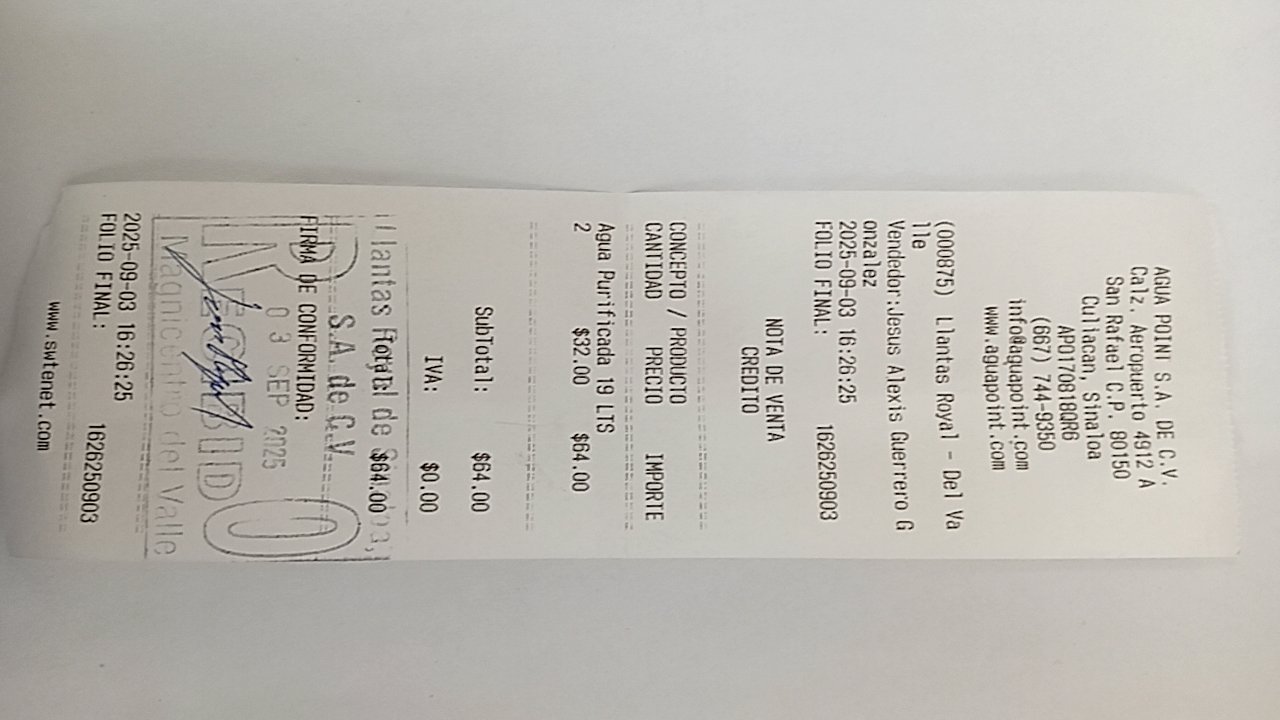 AGUA POINT S.A. DE C.V.
Calz. Aeropuerto 4912 A
San Rafael C.P. 80150
Culiacan, Sinaloa
APO170818QR6
(667) 744-9350
info@aquapoint.com
www.aguapoint.com
(000875) Llantas Royal - Del Va
lle
Vendedor:Jesus Alexis Guerrero G
onzalez
2025-09-03 16:26:25
FOLIO FINAL: 1626250903
NOTA DE VENTA
CREDITO
CONCEPTO / PRODUCTO
CANTIDAD PRECIO IMPORTE
Agua Purificada 19 LTS
2 $32.00 $64.00
SubTotal: $64.00
IVA: $0.00
Total: $64.00
Llantas Royal de
S.A. de C.V.
FIRMA DE CONFORMIDAD:
03 SEP 2025
RECIBIDO
Magnicentro del Valle
2025-09-03 16:26:25
FOLIO FINAL: 1626250903
www.swtenet.com